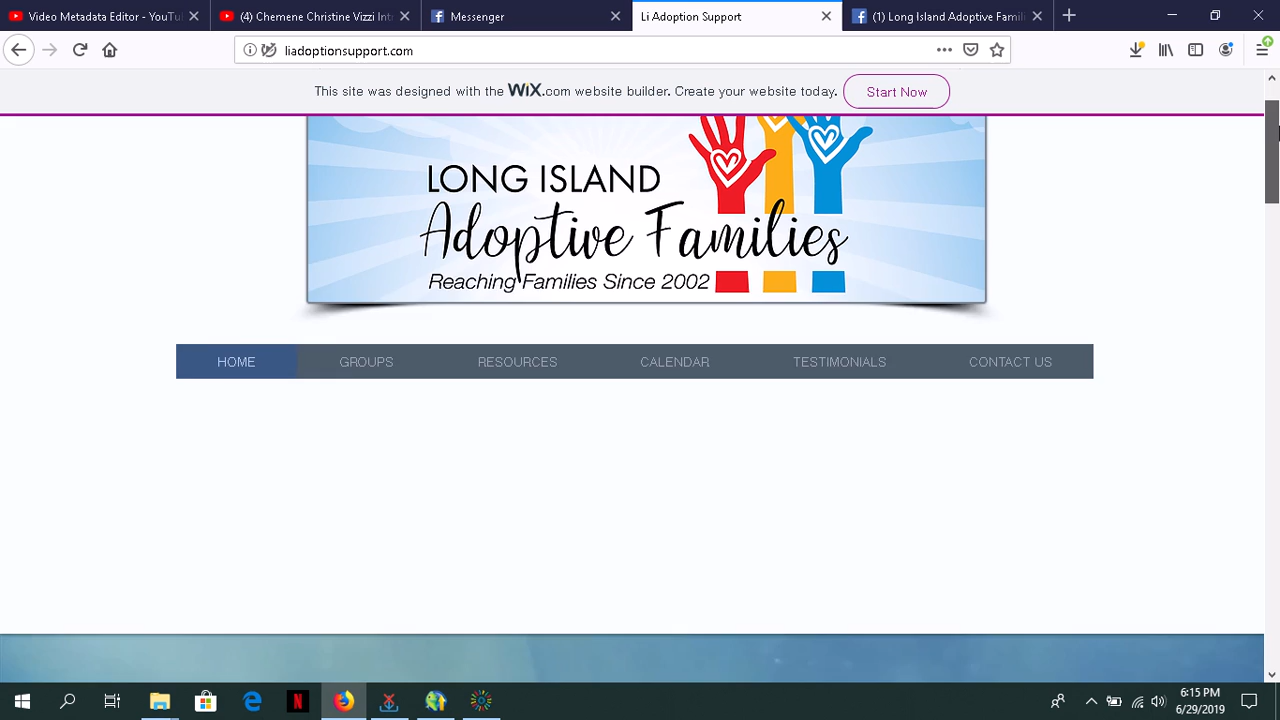 Video Metadata Editor - YouTu
(4) Chemene Christine Vizzi Int
Messenger
Li Adoption Support
(1) Long Island Adoptive Famili
liadoptionsupport.com
This site was designed with the WiX.com website builder. Create your website today.
Start Now
LONG ISLAND
Adoptive Families
Reaching Families Since 2002
HOME
GROUPS
RESOURCES
CALENDAR
TESTIMONIALS
CONTACT US
6:15 PM
6/29/2019